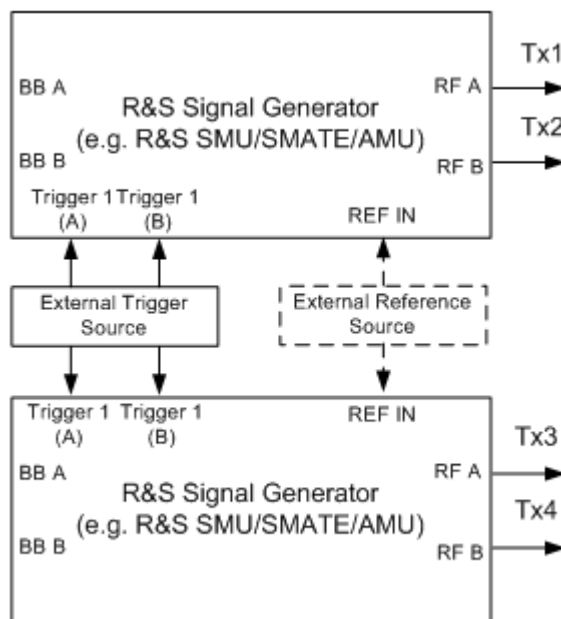 Tx1
BB A
RF A
R&S Signal Generator
(e.g. R&S SMU/SMATE/AMU)
Tx2
BB B
RF B
Trigger 1 Trigger 1
(A) (B)
REF IN
External Trigger
Source
External Reference
Source
Trigger 1 Trigger 1
(A) (B)
REF IN
Tx3
BB A
RF A
R&S Signal Generator
(e.g. R&S SMU/SMATE/AMU)
Tx4
BB B
RF B